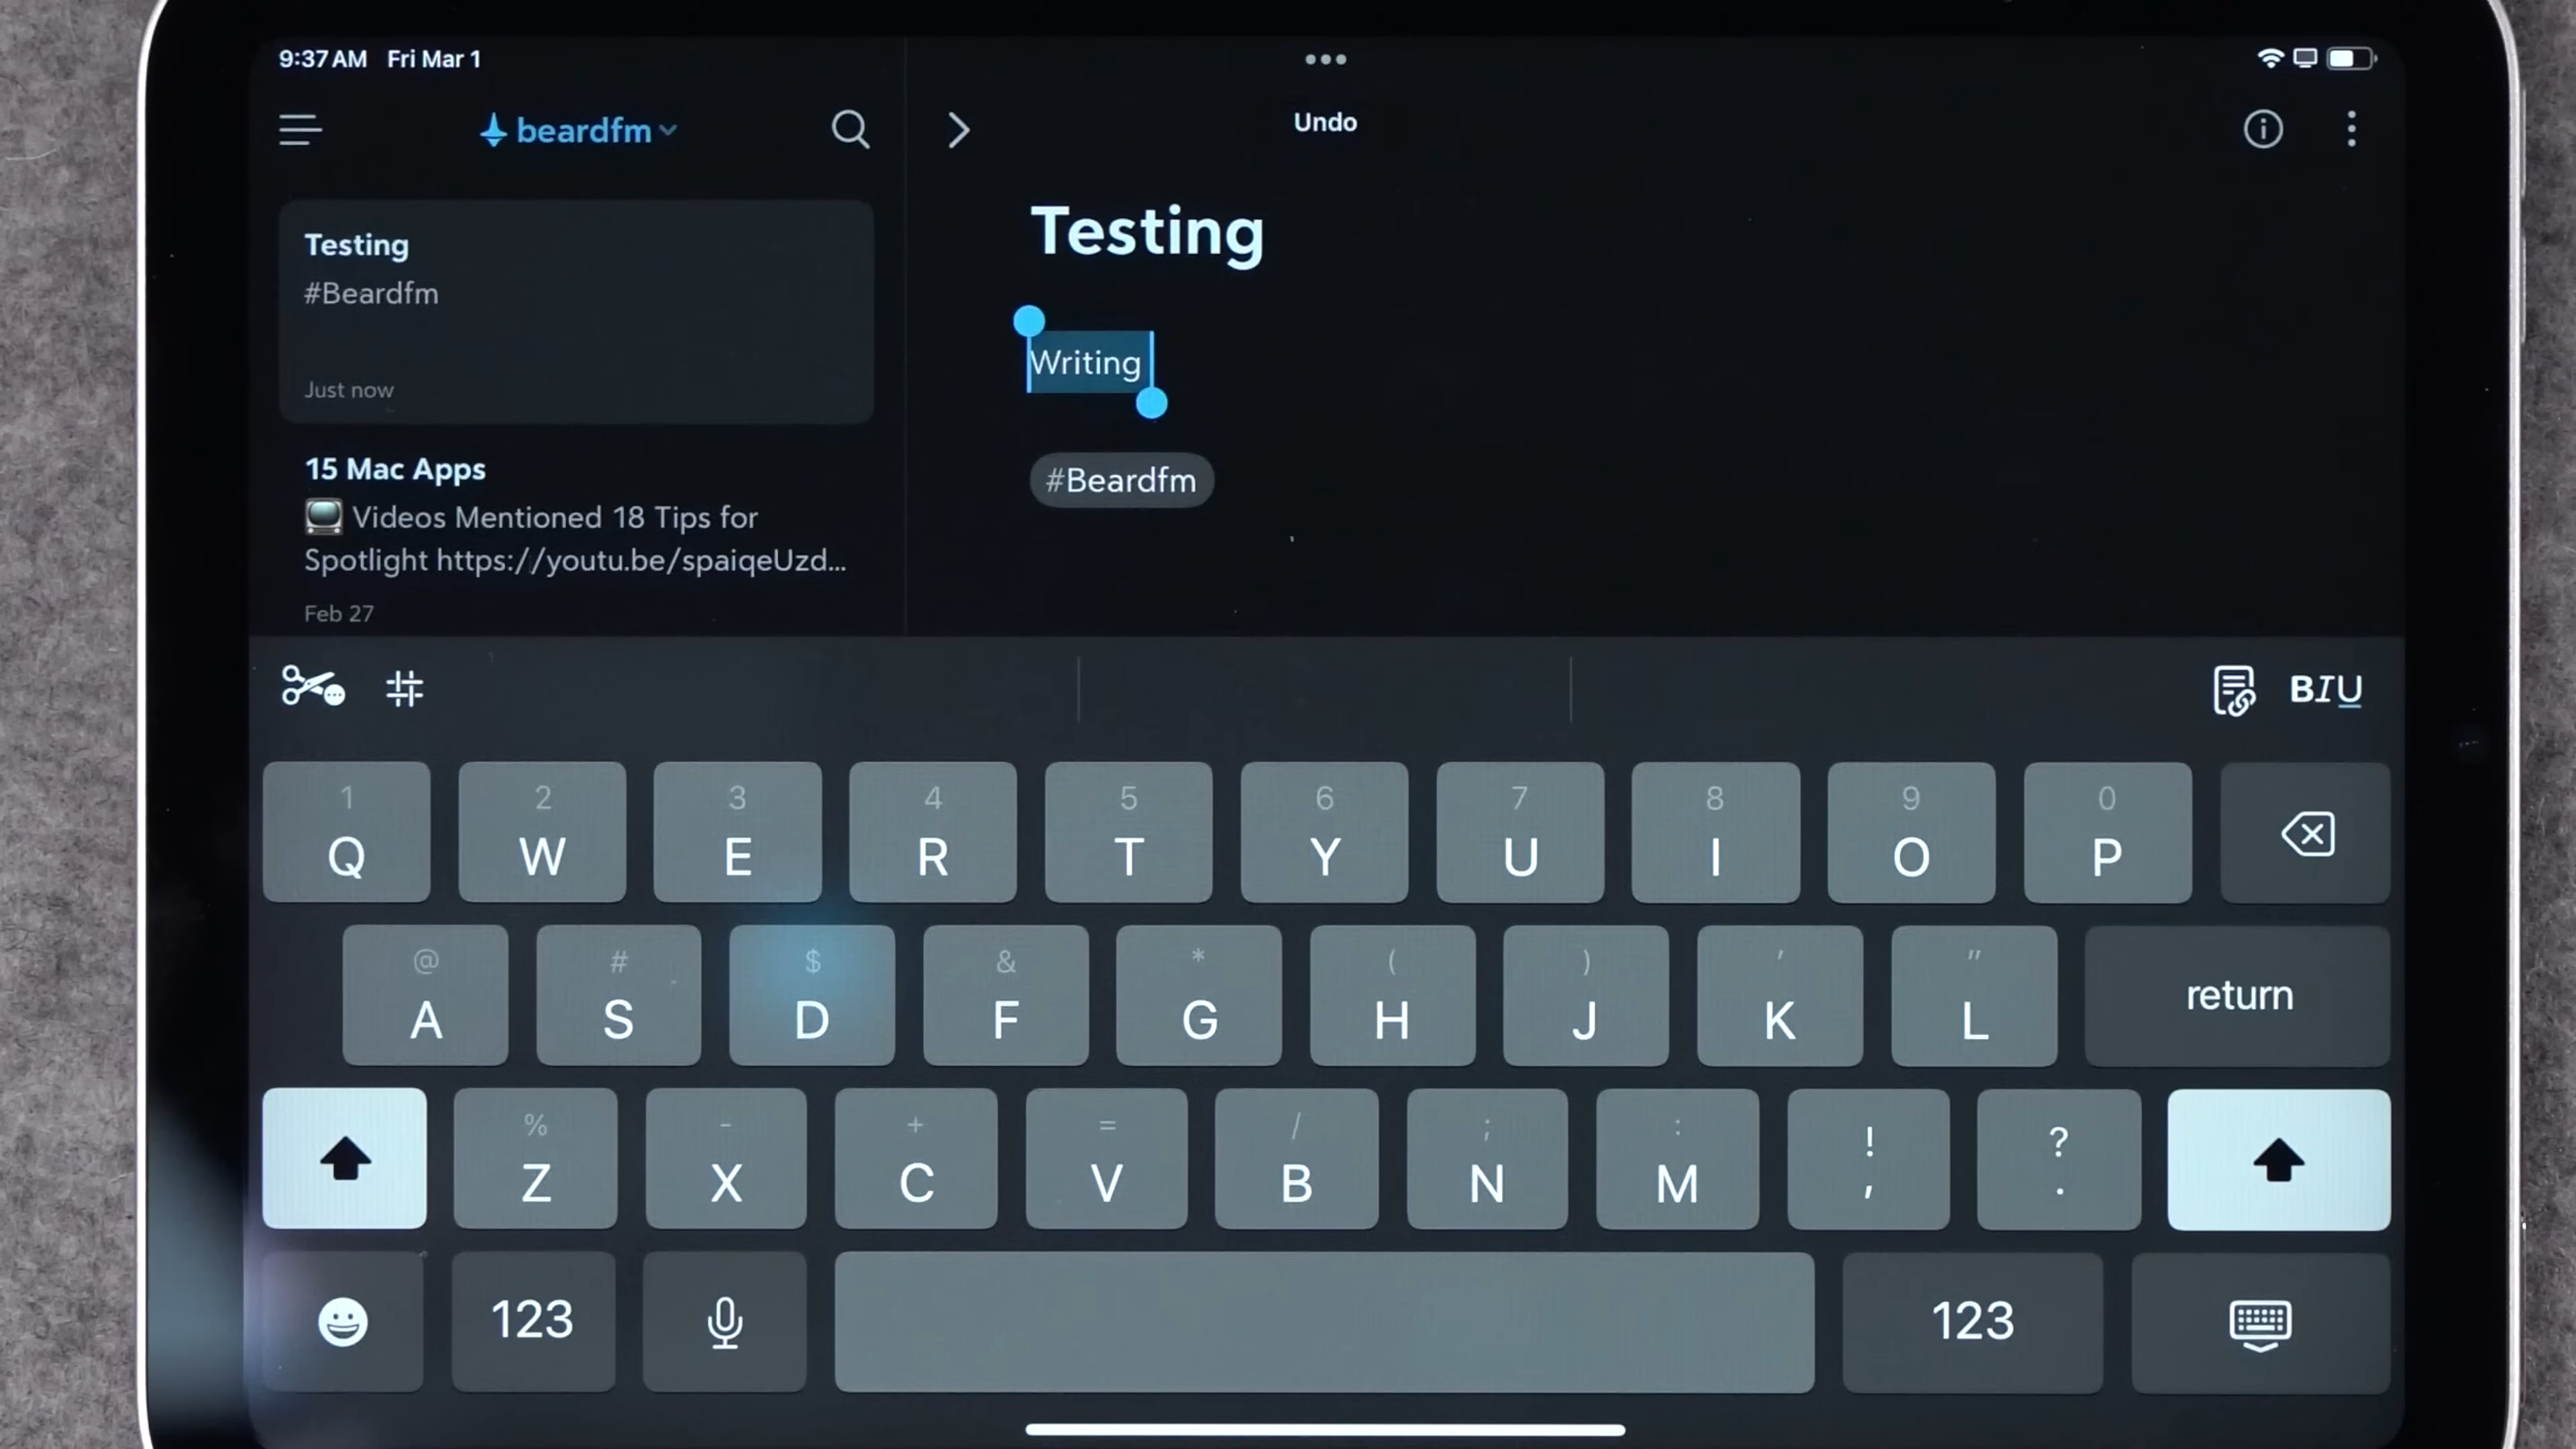 9:37 AM Fri Mar 1
beardfm
Undo
Testing
#Beardfm
Just now
15 Mac Apps
Videos Mentioned 18 Tips for
Spotlight https://youtu.be/spaiqeUzd...
Feb 27
Testing
Writing
#Beardfm
BIU
1 2 3 4 5 6 7 8 9 0
Q W E R T Y U I O P
@ # $ & * ( ) ' "
A S D F G H J K L return
% - + = / ; : ! ?
Z X C V B N M , .
123 123